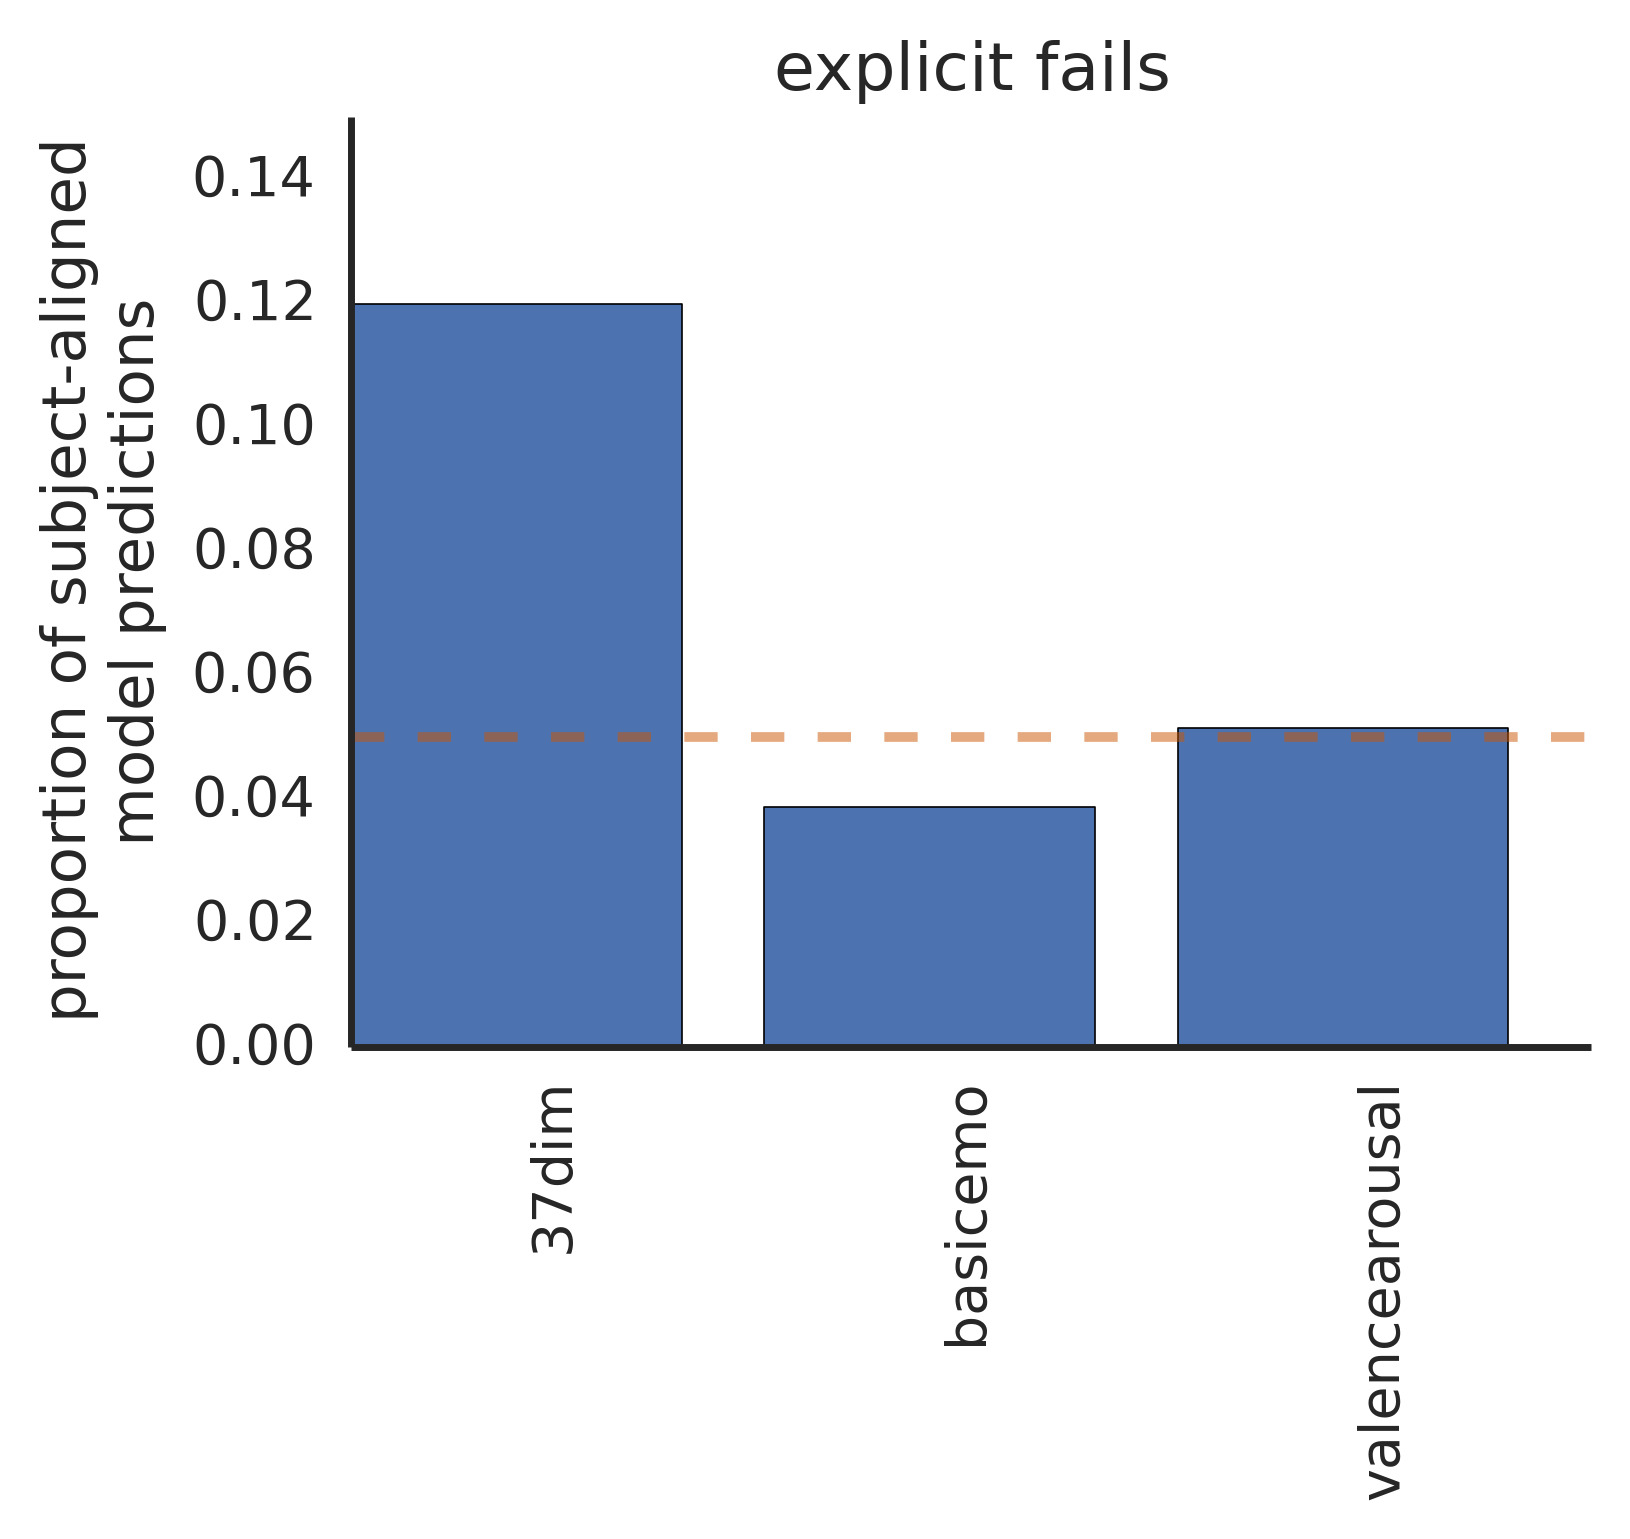 explicit fails
proportion of subject-aligned
model predictions
0.14
0.12
0.10
0.08
0.06
0.04
0.02
0.00
37dim
basicemo
valencearousal